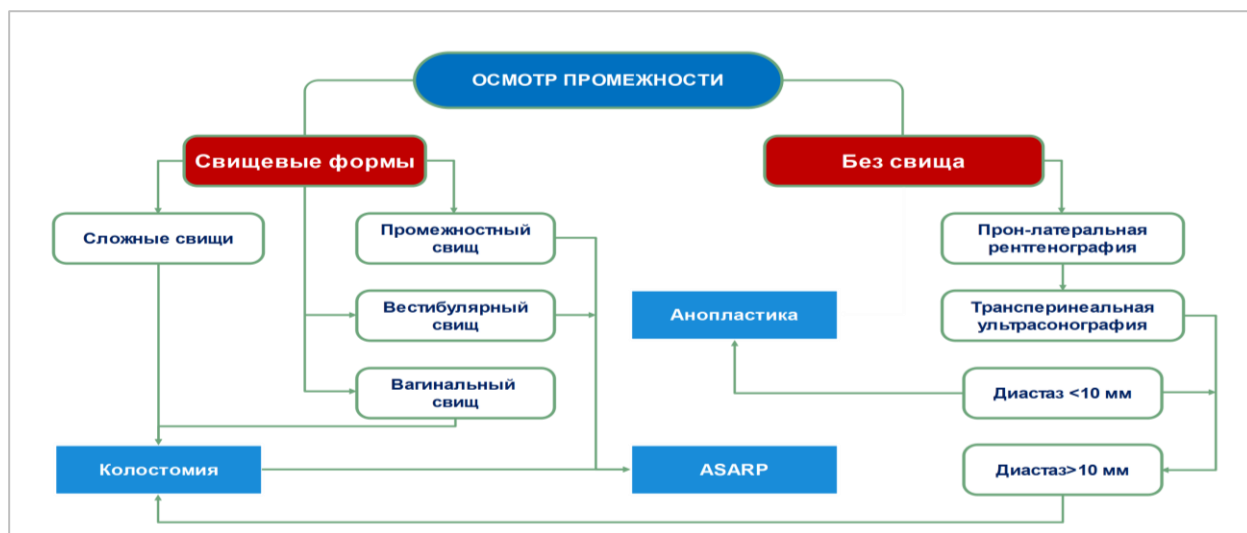 ОСМОТР ПРОМЕЖНОСТИ
Свищевые формы
Без свища
Сложные свищи
Промежностный
свищ
Прон-латеральная
рентгенография
Вестибулярный
свищ
Анопластика
Трансперинеальная
ультрасонография
Вагинальный
свищ
Диастаз <10 мм
Колостомия
ASARP
Диастаз>10 мм